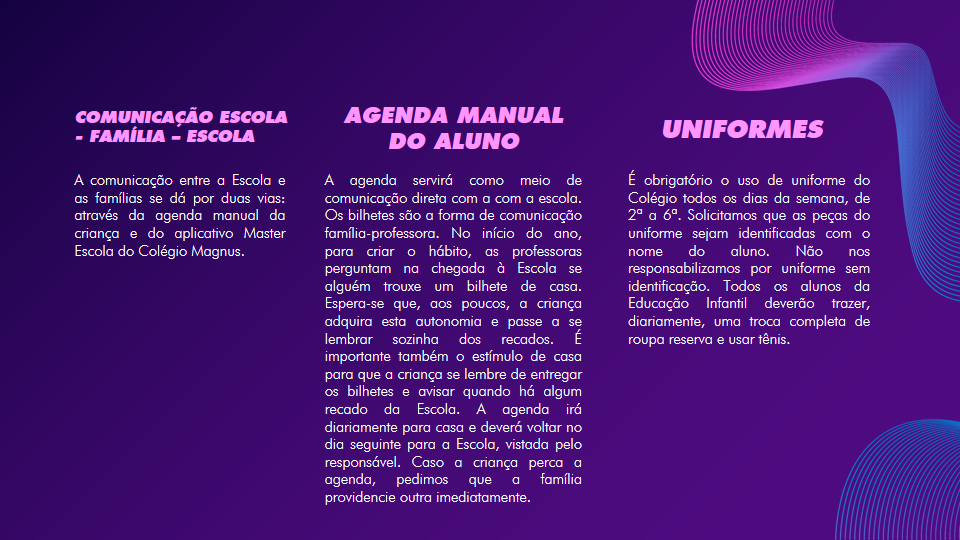 COMUNICAÇÃO ESCOLA
- FAMÍLIA – ESCOLA
A comunicação entre a Escola e
as famílias se dá por duas vias:
através da agenda manual da
criança e do aplicativo Master
Escola do Colégio Magnus.
AGENDA MANUAL
DO ALUNO
A agenda servirá como meio de
comunicação direta com a com a escola.
Os bilhetes são a forma de comunicação
família-professora. No início do ano,
para criar o hábito, as professoras
perguntam na chegada à Escola se
alguém trouxe um bilhete de casa.
Espera-se que, aos poucos, a criança
adquira esta autonomia e passe a se
lembrar sozinha dos recados. É
importante também o estímulo de casa
para que a criança se lembre de entregar
os bilhetes e avisar quando há algum
recado da Escola. A agenda irá
diariamente para casa e deverá voltar no
dia seguinte para a Escola, vistada pelo
responsável. Caso a criança perca a
agenda, pedimos que a família
providencie outra imediatamente.
UNIFORMES
É obrigatório o uso de uniforme do
Colégio todos os dias da semana, de
2ª a 6ª. Solicitamos que as peças do
uniforme sejam identificadas com o
nome do aluno. Não nos
responsabilizamos por uniforme sem
identificação. Todos os alunos da
Educação Infantil deverão trazer,
diariamente, uma troca completa de
roupa reserva e usar tênis.